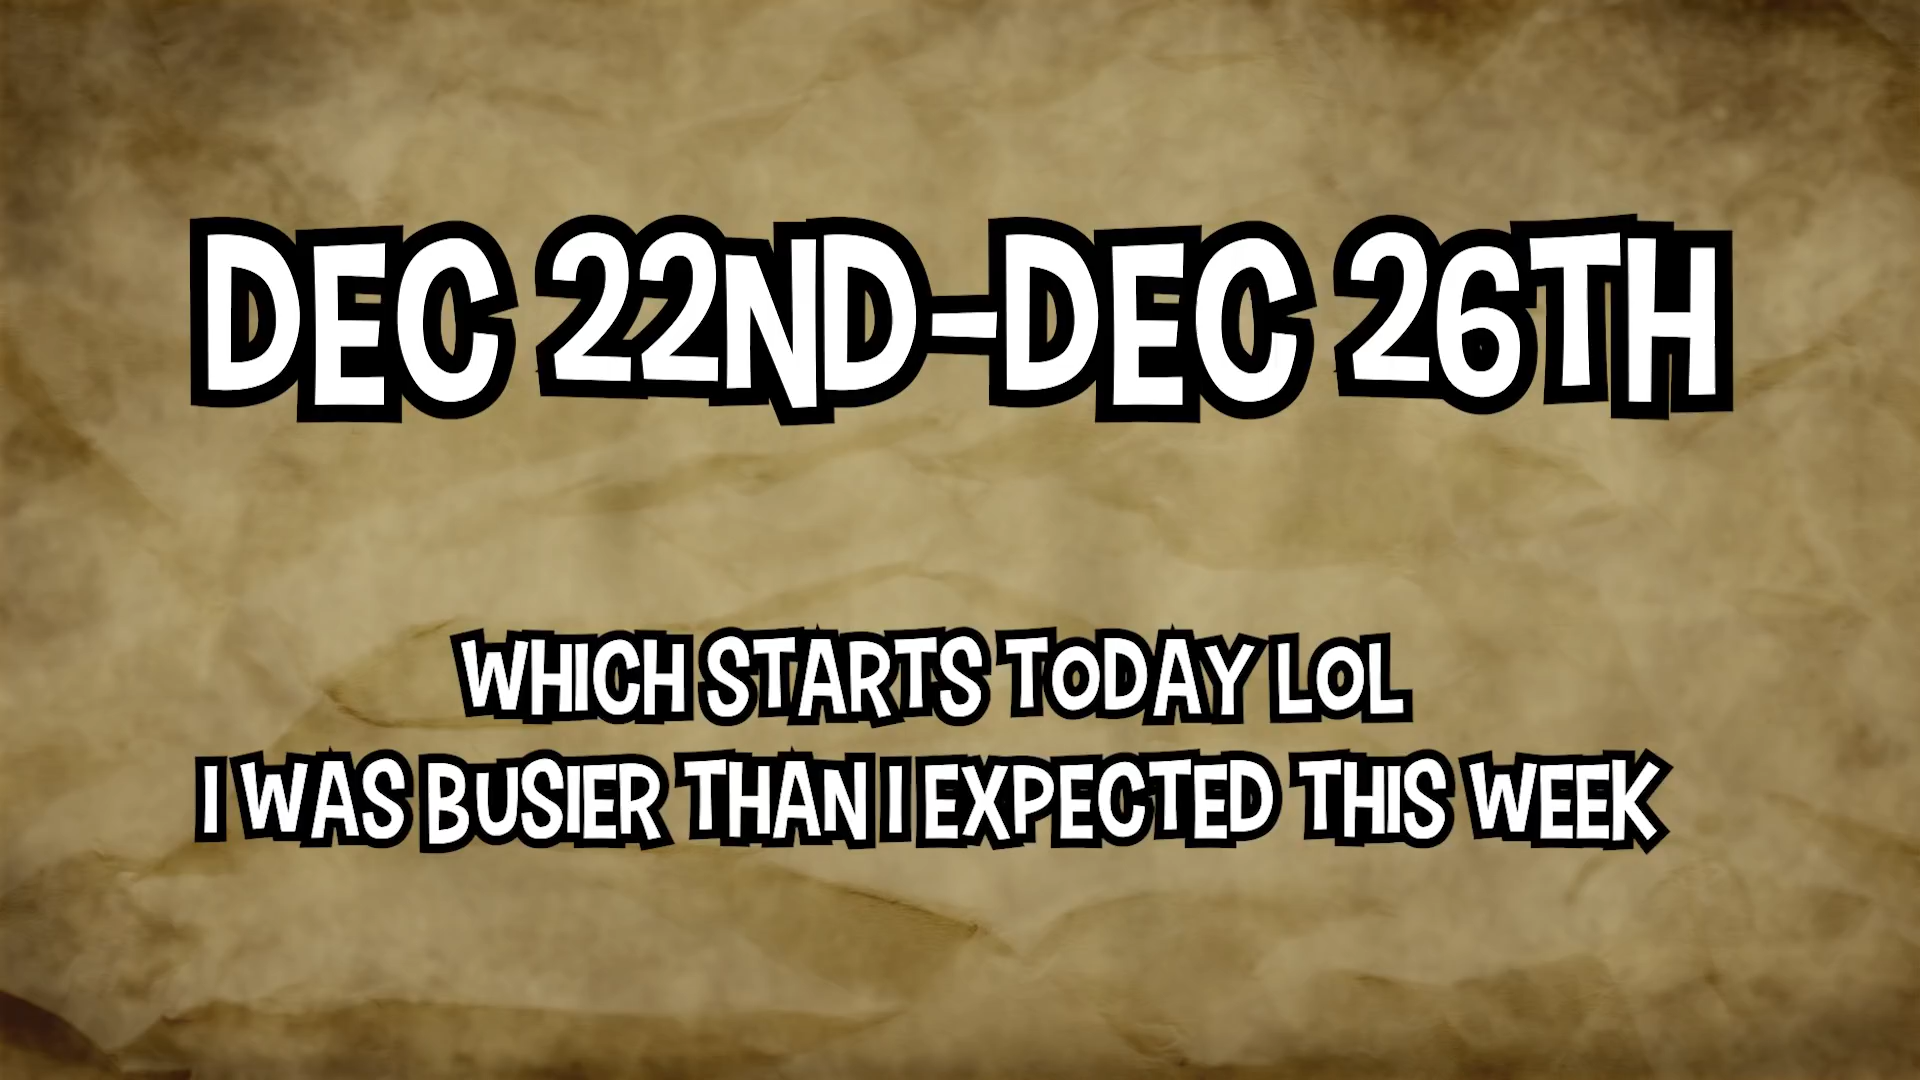 DEC 22ND-DEC 26TH
WHICH STARTS TODAY LOL
I WAS BUSIER THAN I EXPECTED THIS WEEK